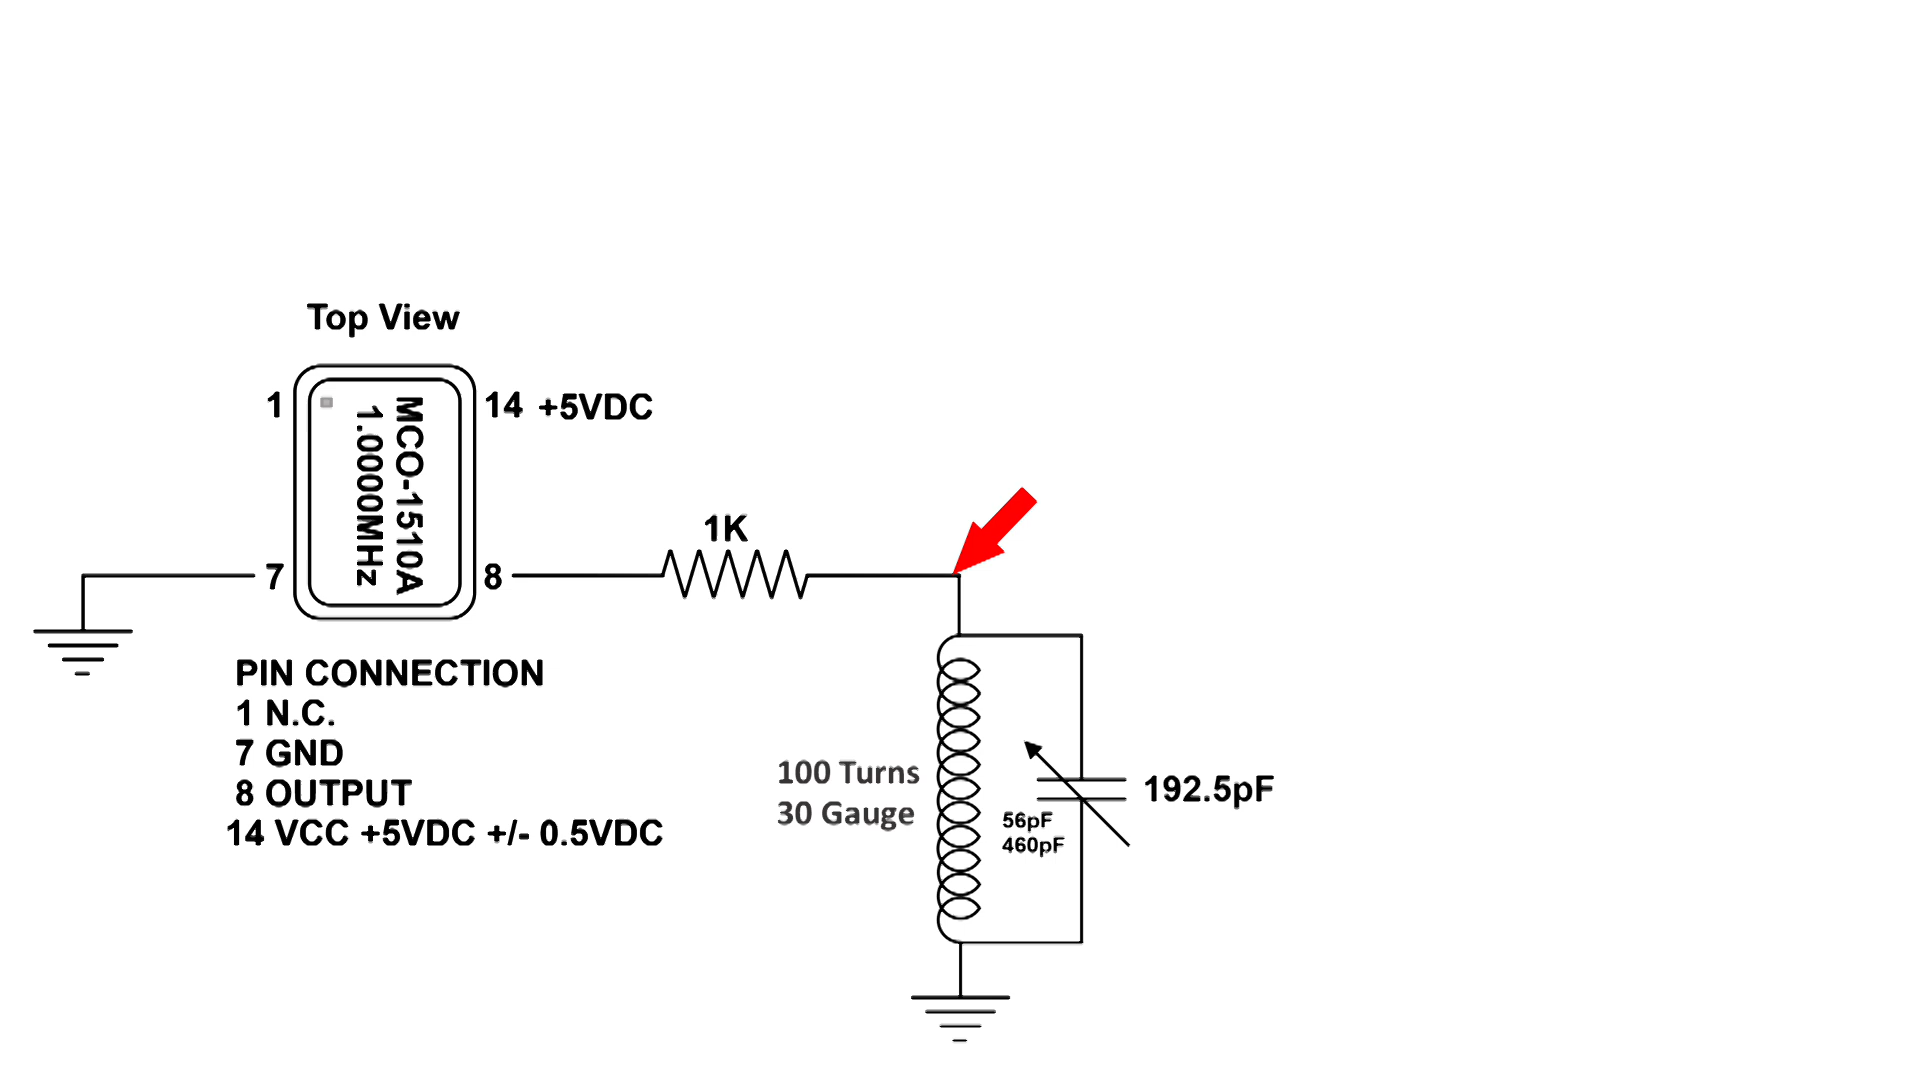 Top View
1
14 +5VDC
MCO-1510A
1.0000MHz
1K
7
8
PIN CONNECTION
1 N.C.
7 GND
8 OUTPUT
14 VCC +5VDC +/- 0.5VDC
100 Turns
30 Gauge
192.5pF
56pF
460pF